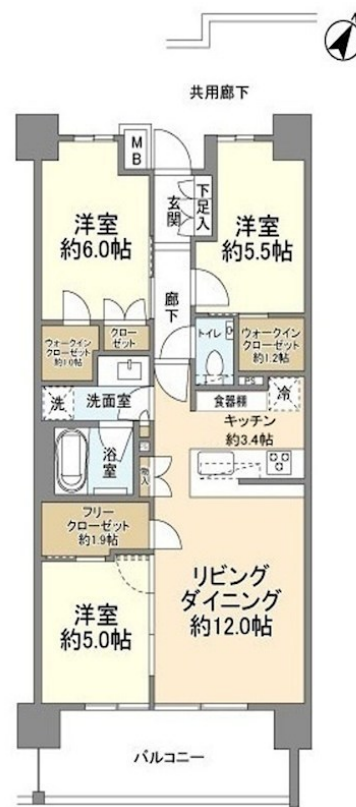 共用廊下
MB
玄関
下足入
洋室
約6.0帖
洋室
約5.5帖
廊下
ウォークイン
クローゼット
約1.0帖
クロー
ゼット
トイレ
ウォークイン
クローゼット
約1.2帖
洗
洗面室
PS
食器棚
冷
キッチン
約3.4帖
浴室
物入
フリー
クローゼット
約1.9帖
リビング
ダイニング
約12.0帖
洋室
約5.0帖
バルコニー